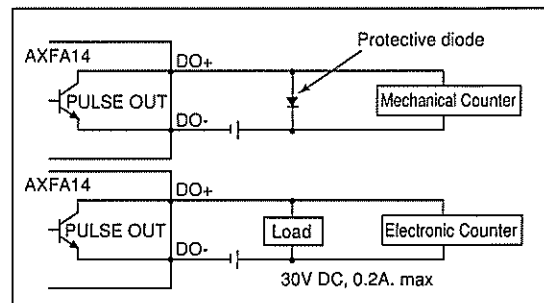 Protective diode
AXFA14
DO+
PULSE OUT
Mechanical Counter
DO-
AXFA14
DO+
PULSE OUT
Load
Electronic Counter
DO-
30V DC, 0.2A. max